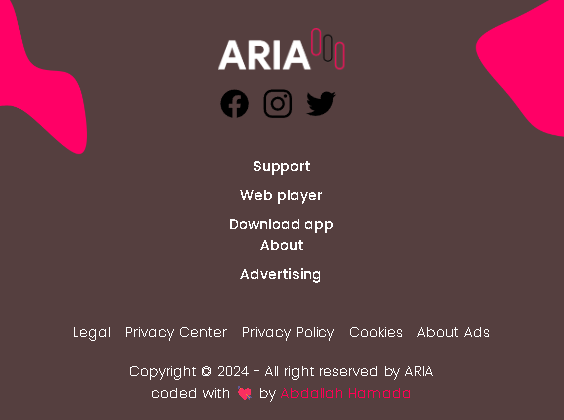 ARIA
Support
Web player
Download app
About
Advertising
Legal Privacy Center Privacy Policy Cookies About Ads
Copyright © 2024 - All right reserved by ARIA
coded with 💘 by Abdallah Hamada